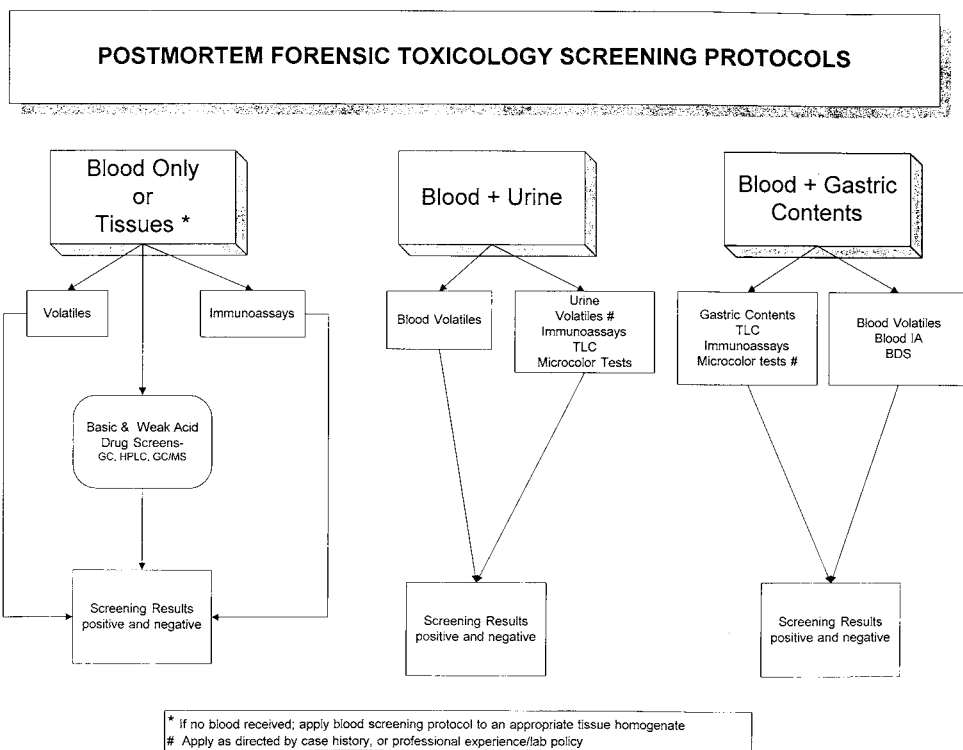 POSTMORTEM FORENSIC TOXICOLOGY SCREENING PROTOCOLS
Blood Only
or
Tissues *
Blood + Urine
Blood + Gastric
Contents
Volatiles
Immunoassays
Blood Volatiles
Urine
Volatiles #
Immunoassays
TLC
Microcolor Tests
Gastric Contents
TLC
Immunoassays
Microcolor tests #
Blood Volatiles
Blood IA
BDS
Basic & Weak Acid
Drug Screens-
GC, HPLC, GC/MS
Screening Results
positive and negative
Screening Results
positive and negative
Screening Results
positive and negative
* If no blood received; apply blood screening protocol to an appropriate tissue homogenate
# Apply as directed by case history, or professional experience/lab policy